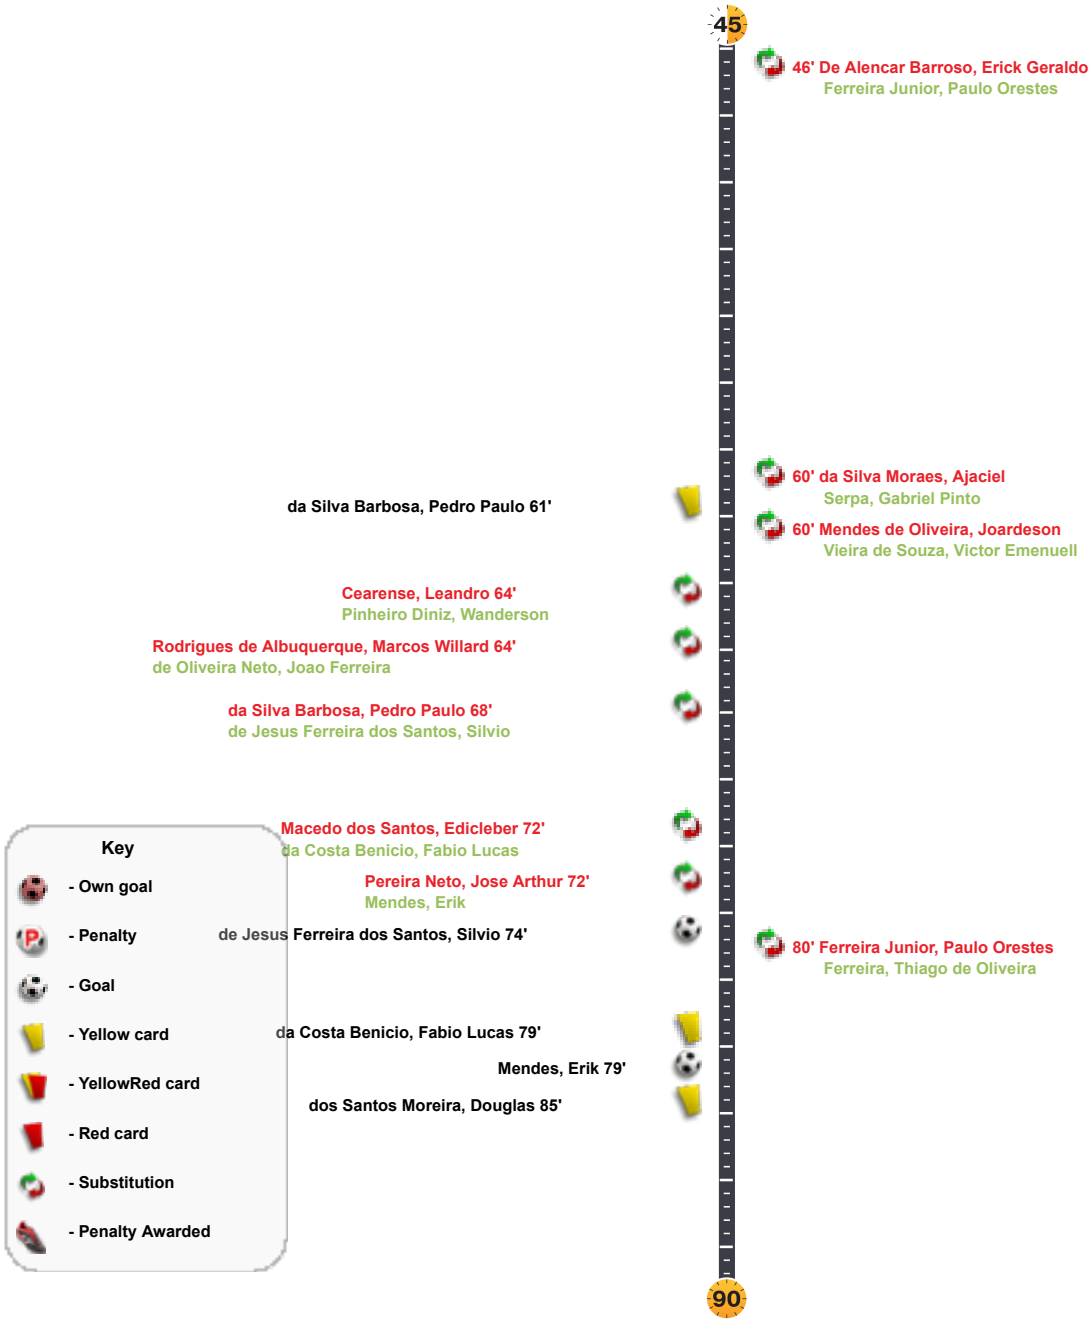 45
46' De Alencar Barroso, Erick Geraldo
Ferreira Junior, Paulo Orestes
60' da Silva Moraes, Ajaciel
Serpa, Gabriel Pinto
da Silva Barbosa, Pedro Paulo 61'
60' Mendes de Oliveira, Joardeson
Vieira de Souza, Victor Emenuell
Cearense, Leandro 64'
Pinheiro Diniz, Wanderson
Rodrigues de Albuquerque, Marcos Willard 64'
de Oliveira Neto, Joao Ferreira
da Silva Barbosa, Pedro Paulo 68'
de Jesus Ferreira dos Santos, Silvio
Macedo dos Santos, Edicleber 72'
da Costa Benicio, Fabio Lucas
Pereira Neto, Jose Arthur 72'
Mendes, Erik
de Jesus Ferreira dos Santos, Silvio 74'
80' Ferreira Junior, Paulo Orestes
Ferreira, Thiago de Oliveira
da Costa Benicio, Fabio Lucas 79'
Mendes, Erik 79'
dos Santos Moreira, Douglas 85'
Key
- Own goal
P
- Penalty
- Goal
- Yellow card
- YellowRed card
- Red card
- Substitution
- Penalty Awarded
90